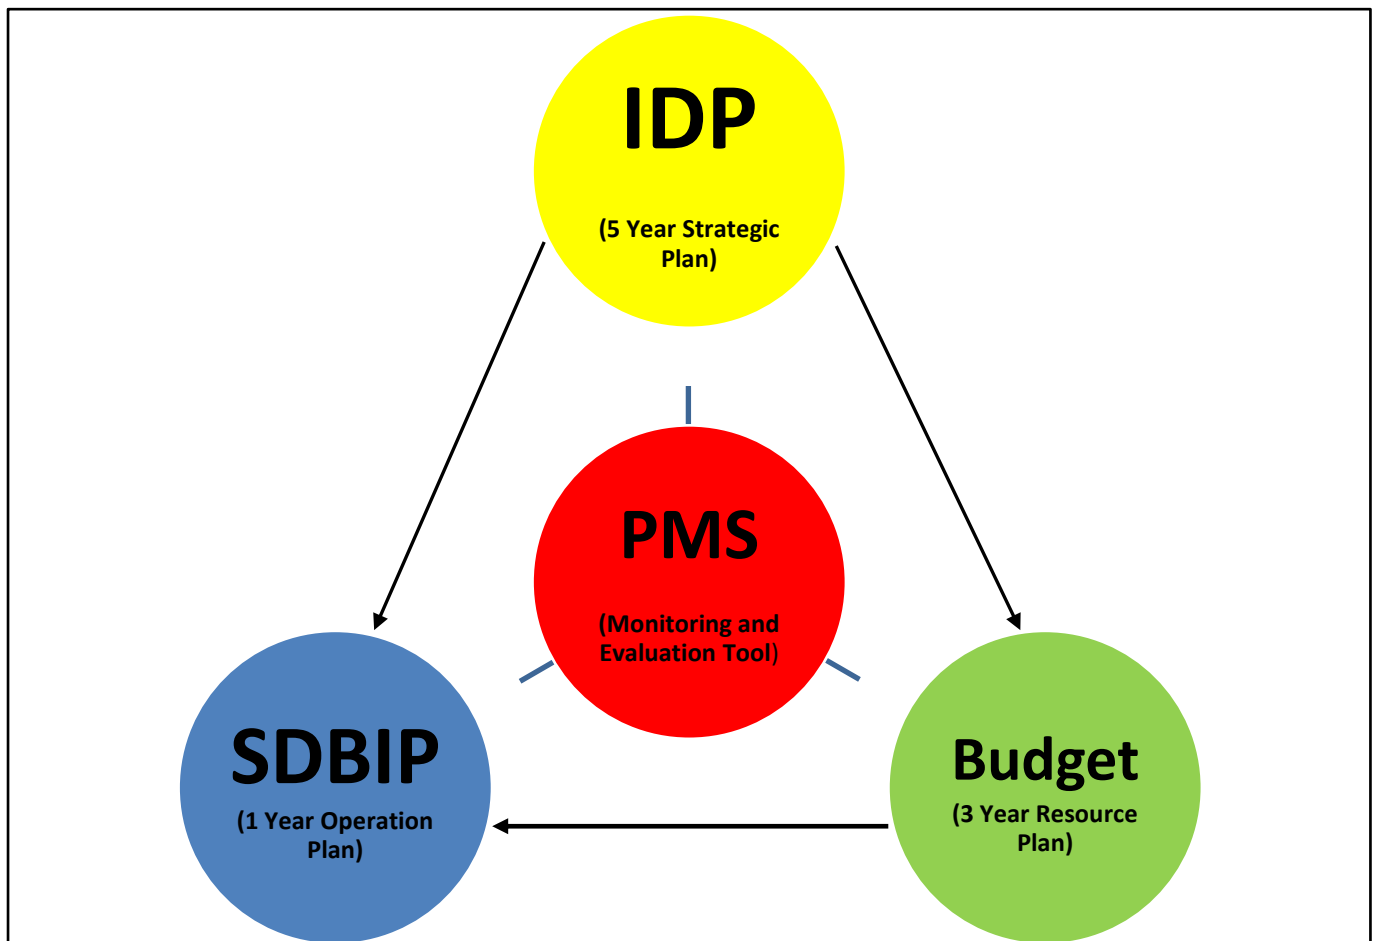 IDP
(5 Year Strategic
Plan)
PMS
(Monitoring and
Evaluation Tool)
SDBIP
(1 Year Operation
Plan)
Budget
(3 Year Resource
Plan)